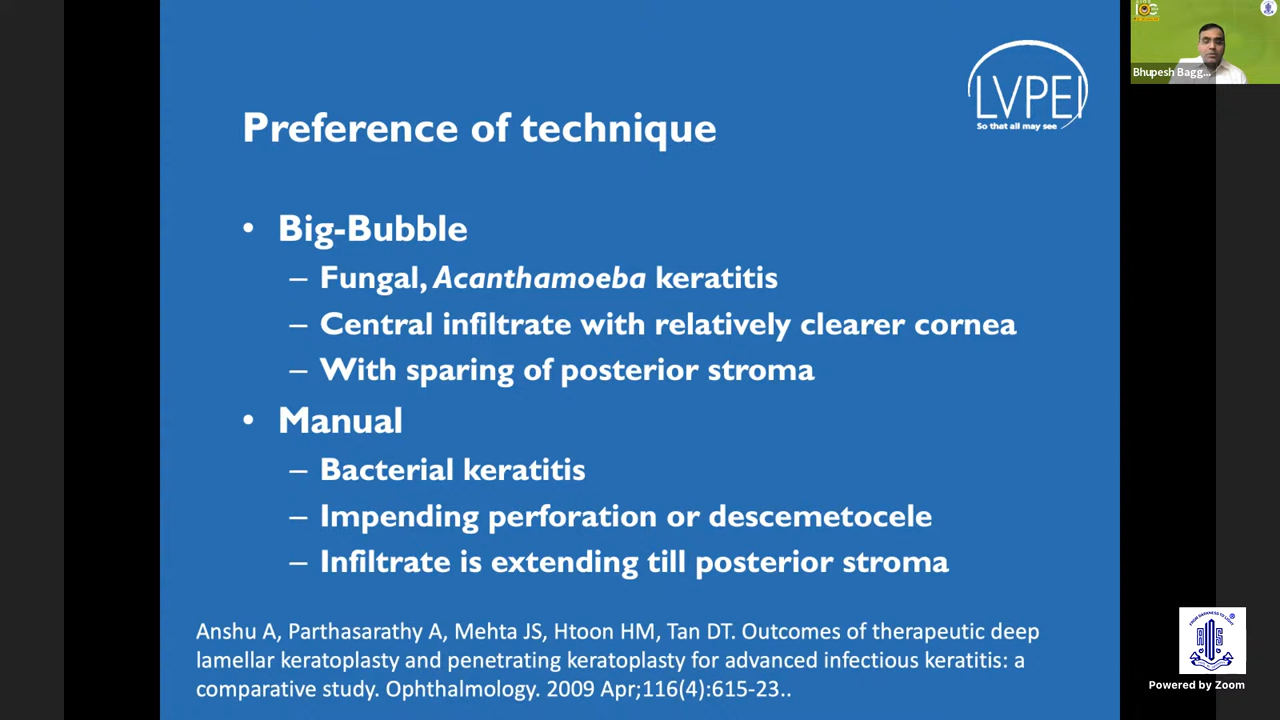 LVPEI
So that all may see
Preference of technique
• Big-Bubble
– Fungal, Acanthamoeba keratitis
– Central infiltrate with relatively clearer cornea
– With sparing of posterior stroma
• Manual
– Bacterial keratitis
– Impending perforation or descemetocele
– Infiltrate is extending till posterior stroma
Anshu A, Parthasarathy A, Mehta JS, Htoon HM, Tan DT. Outcomes of therapeutic deep
lamellar keratoplasty and penetrating keratoplasty for advanced infectious keratitis: a
comparative study. Ophthalmology. 2009 Apr;116(4):615-23..
Bhupesh Bagg...
Powered by Zoom